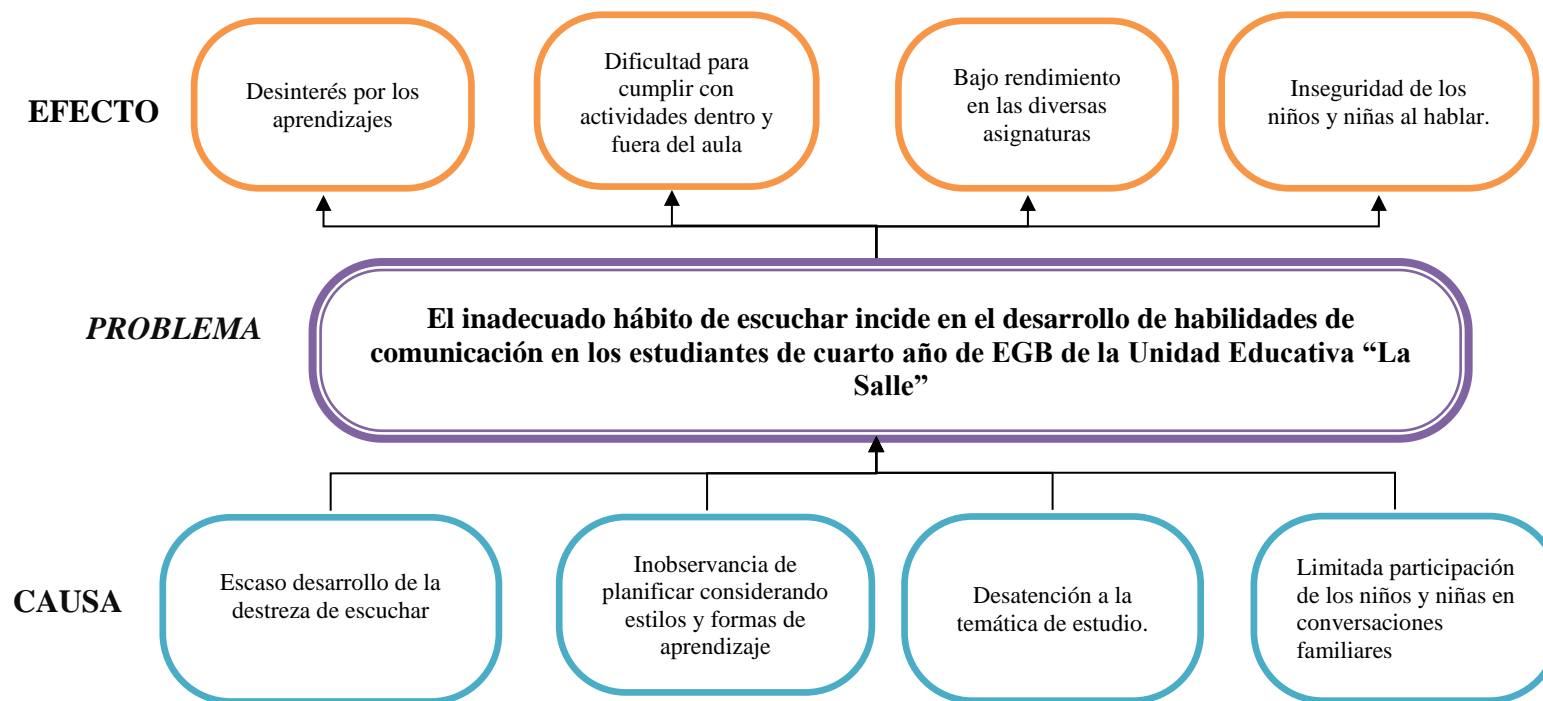 EFECTO
Desinterés por los
aprendizajes
Dificultad para
cumplir con
actividades dentro y
fuera del aula
Bajo rendimiento
en las diversas
asignaturas
Inseguridad de los
niños y niñas al hablar.
PROBLEMA
El inadecuado hábito de escuchar incide en el desarrollo de habilidades de
comunicación en los estudiantes de cuarto año de EGB de la Unidad Educativa “La
Salle”
CAUSA
Escaso desarrollo de la
destreza de escuchar
Inobservancia de
planificar considerando
estilos y formas de
aprendizaje
Desatención a la
temática de estudio.
Limitada participación
de los niños y niñas en
conversaciones
familiares